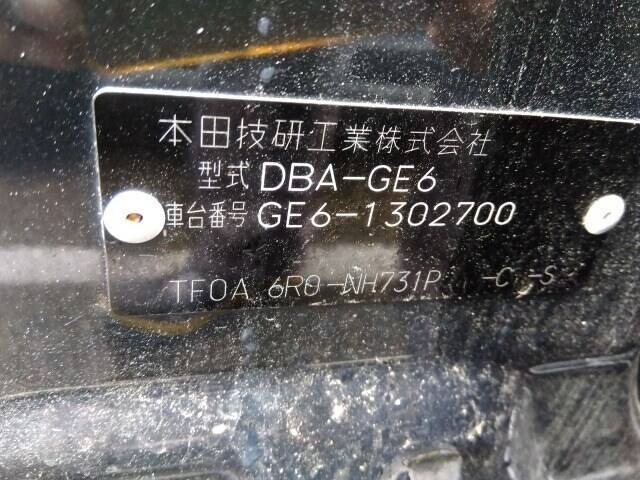 本田技研工業株式会社
型式 DBA-GE6
車台番号 GE6-1302700
TF0A 6R0-NH731P -C -S